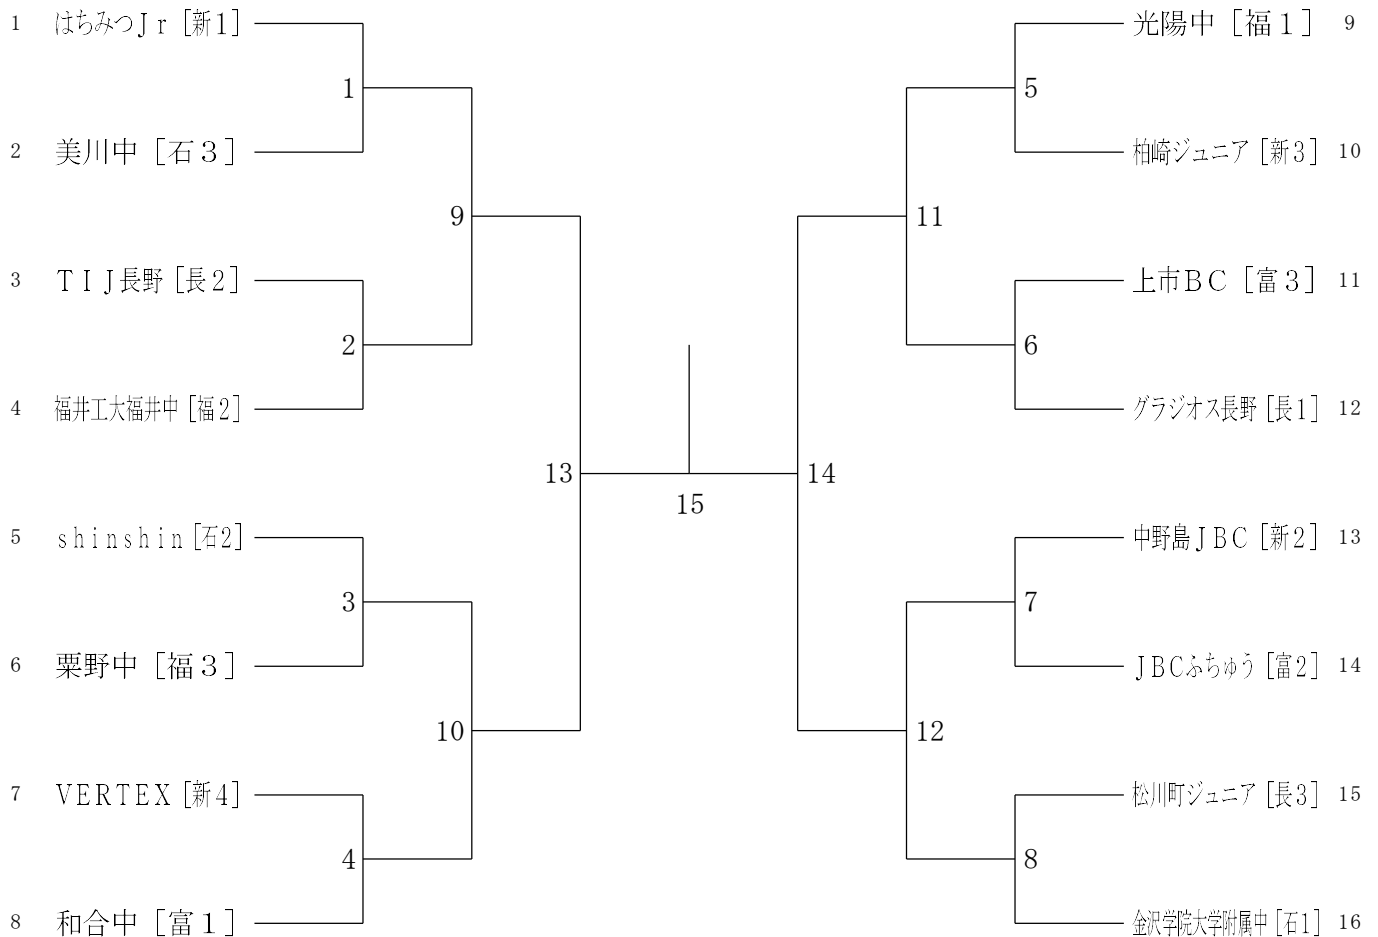 1 はちみつＪｒ［新1］
1
2 美川中［石３］
9
3 ＴＩＪ長野［長２］
2
4 福井工大福井中［福2］
13
5 ｓｈｉｎｓｈｉｎ［石2］
3
6 粟野中［福３］
10
7 ＶＥＲＴＥＸ［新４］
4
8 和合中［富１］
15
光陽中［福１］ 9
5
柏崎ジュニア［新3］ 10
11
上市ＢＣ［富３］ 11
6
グラジオス長野［長1］ 12
14
中野島ＪＢＣ［新2］ 13
7
ＪＢＣふちゅう［富2］ 14
12
松川町ジュニア［長3］ 15
8
金沢学院大学附属中［石1］ 16